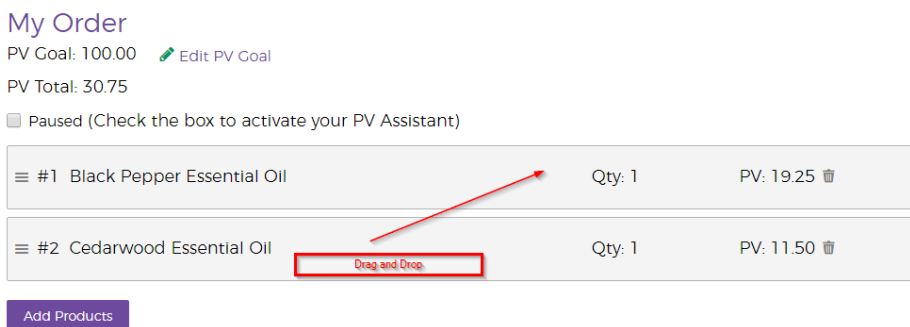 My Order
PV Goal: 100.00 Edit PV Goal
PV Total: 30.75
Paused (Check the box to activate your PV Assistant)
#1 Black Pepper Essential Oil Qty: 1 PV: 19.25
#2 Cedarwood Essential Oil Qty: 1 PV: 11.50
Drag and Drop
Add Products